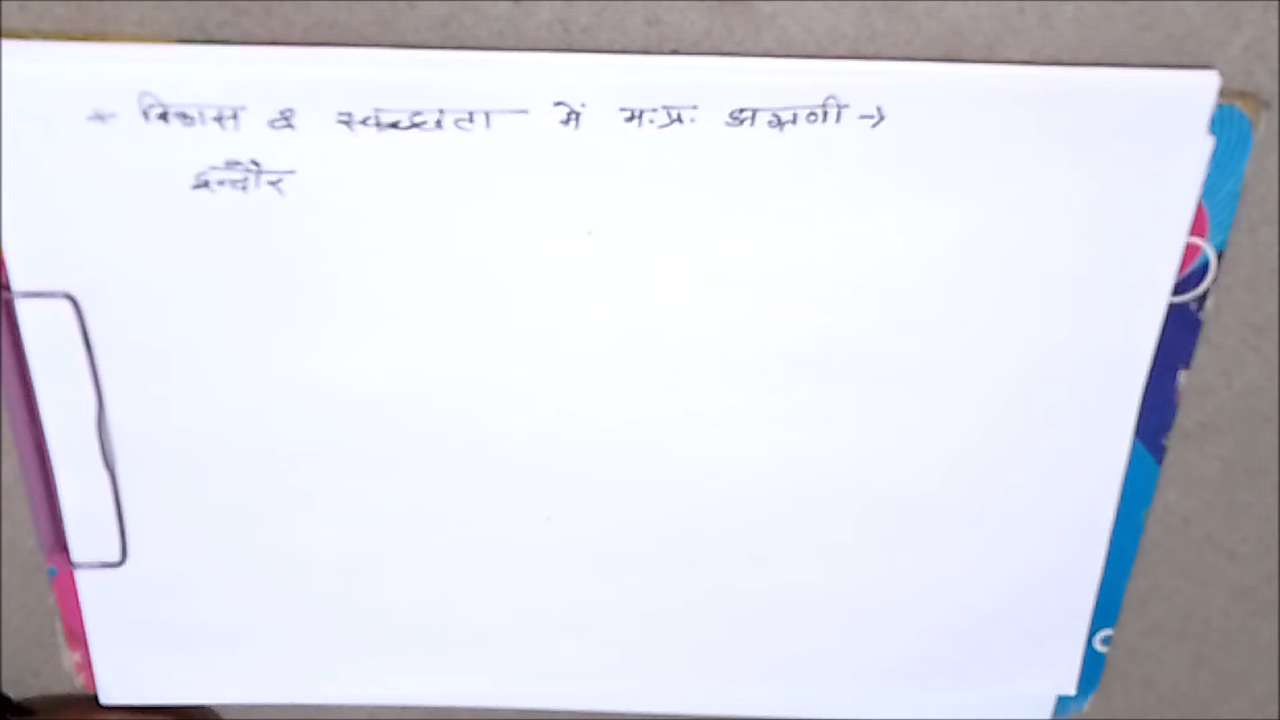 * विकास & स्वच्छता में म.प्र. अग्रणी →
इन्दौर